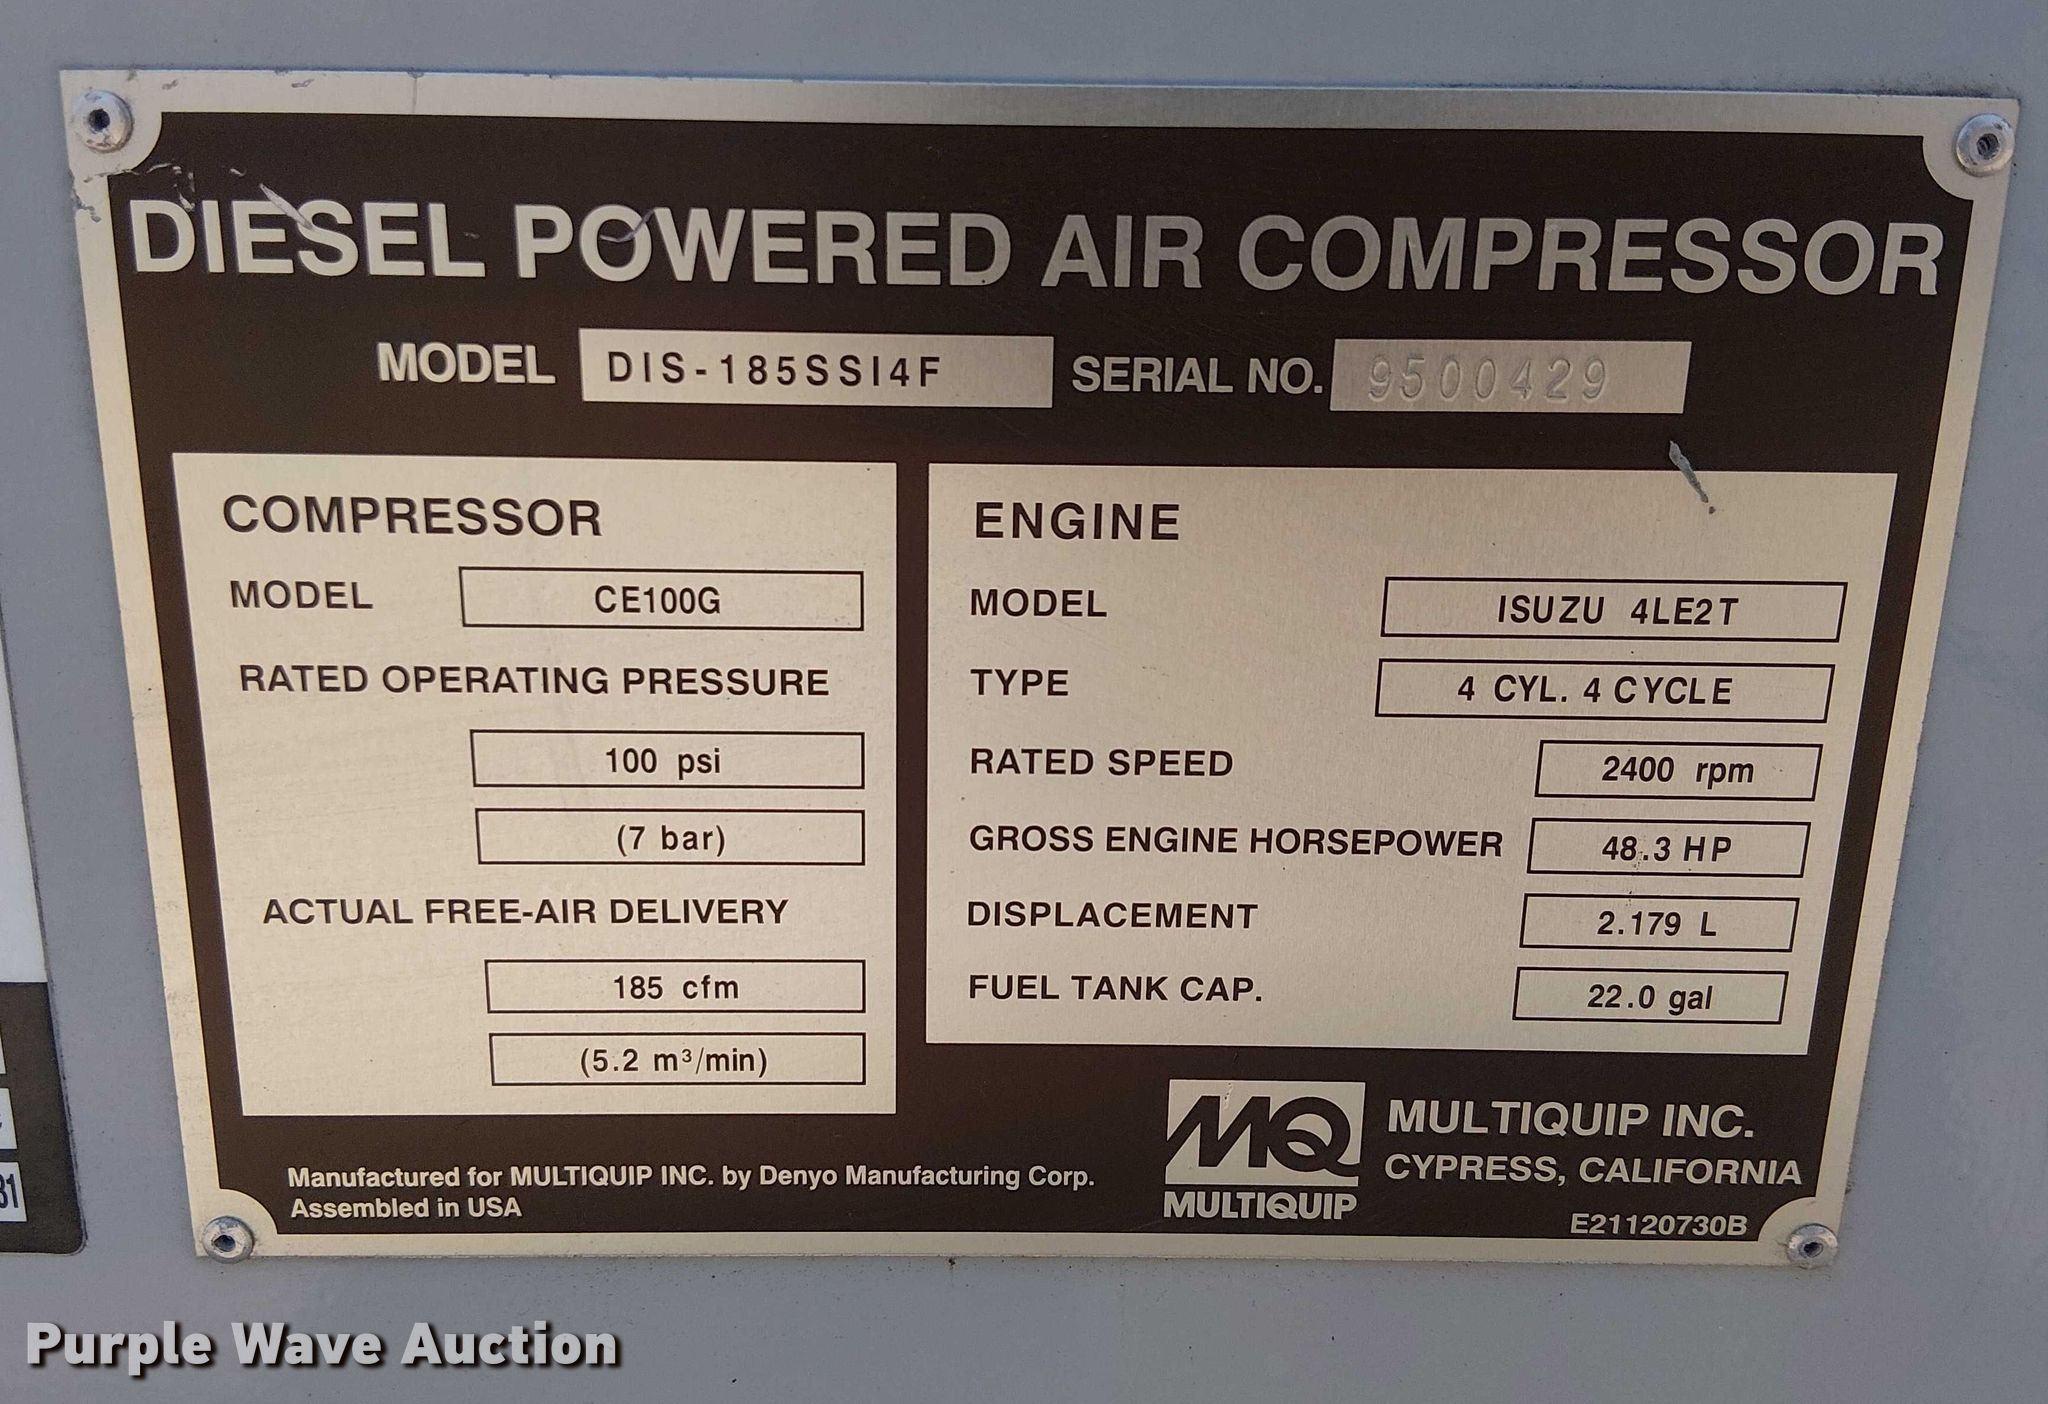 DIESEL POWERED AIR COMPRESSOR
MODEL DIS-185SSI4F SERIAL NO. 9500429
COMPRESSOR
MODEL CE100G
RATED OPERATING PRESSURE
100 psi
(7 bar)
ACTUAL FREE-AIR DELIVERY
185 cfm
(5.2 m³/min)
ENGINE
MODEL ISUZU 4LE2T
TYPE 4 CYL. 4 CYCLE
RATED SPEED 2400 rpm
GROSS ENGINE HORSEPOWER 48.3 HP
DISPLACEMENT 2.179 L
FUEL TANK CAP. 22.0 gal
Manufactured for MULTIQUIP INC. by Denyo Manufacturing Corp.
Assembled in USA
MQ
MULTIQUIP
MULTIQUIP INC.
CYPRESS, CALIFORNIA
E21120730B
31
Purple Wave Auction